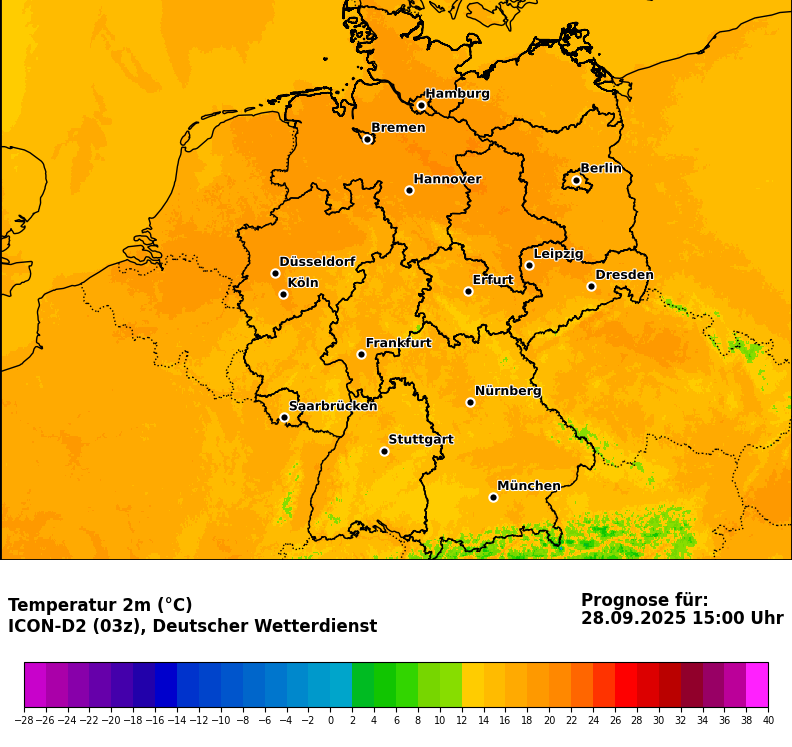 Hamburg
Bremen
Berlin
Hannover
Leipzig
Düsseldorf
Dresden
Köln
Erfurt
Frankfurt
Nürnberg
Saarbrücken
Stuttgart
München
Temperatur 2m (°C)
ICON-D2 (03z), Deutscher Wetterdienst
Prognose für:
28.09.2025 15:00 Uhr
−28 −26 −24 −22 −20 −18 −16 −14 −12 −10 −8 −6 −4 −2 0 2 4 6 8 10 12 14 16 18 20 22 24 26 28 30 32 34 36 38 40